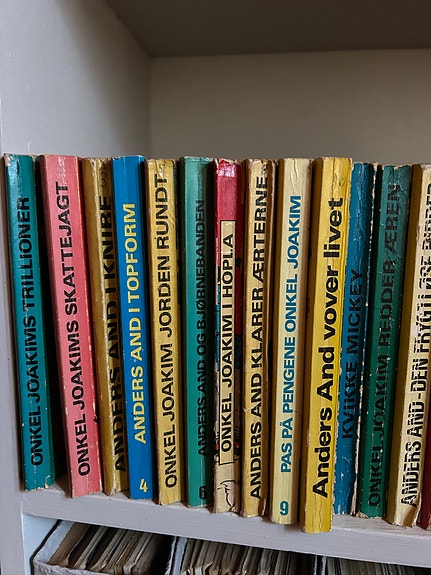 ONKEL JOAKIMS TRILLIONER
ONKEL JOAKIMS SKATTEJAGT
ANDERS AND I KNIBE
ANDERS AND I TOPFORM
4
ONKEL JOAKIM JORDEN RUNDT
ANDERS AND OG BJØRNEBANDEN
6
ONKEL JOAKIM I HOPLA
ANDERS AND KLARER ÆRTERNE
PAS PÅ PENGENE ONKEL JOAKIM
9
Anders And vover livet
KVIKKE MICKEY
ONKEL JOAKIM REDDER ÆREN
ANDERS AND - DEN FRYGTLØSE RIDDER